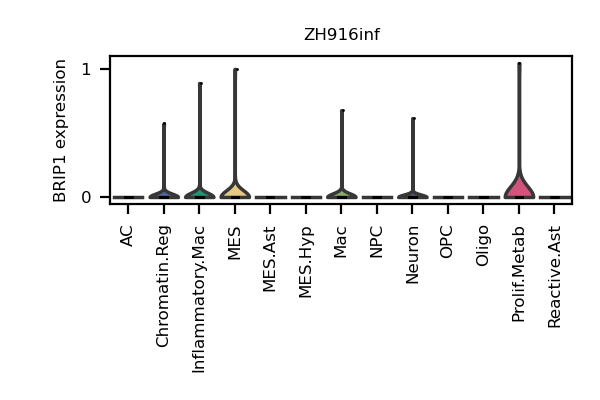 ZH916inf
BRIP1 expression
1
0
AC
Chromatin.Reg
Inflammatory.Mac
MES
MES.Ast
MES.Hyp
Mac
NPC
Neuron
OPC
Oligo
Prolif.Metab
Reactive.Ast